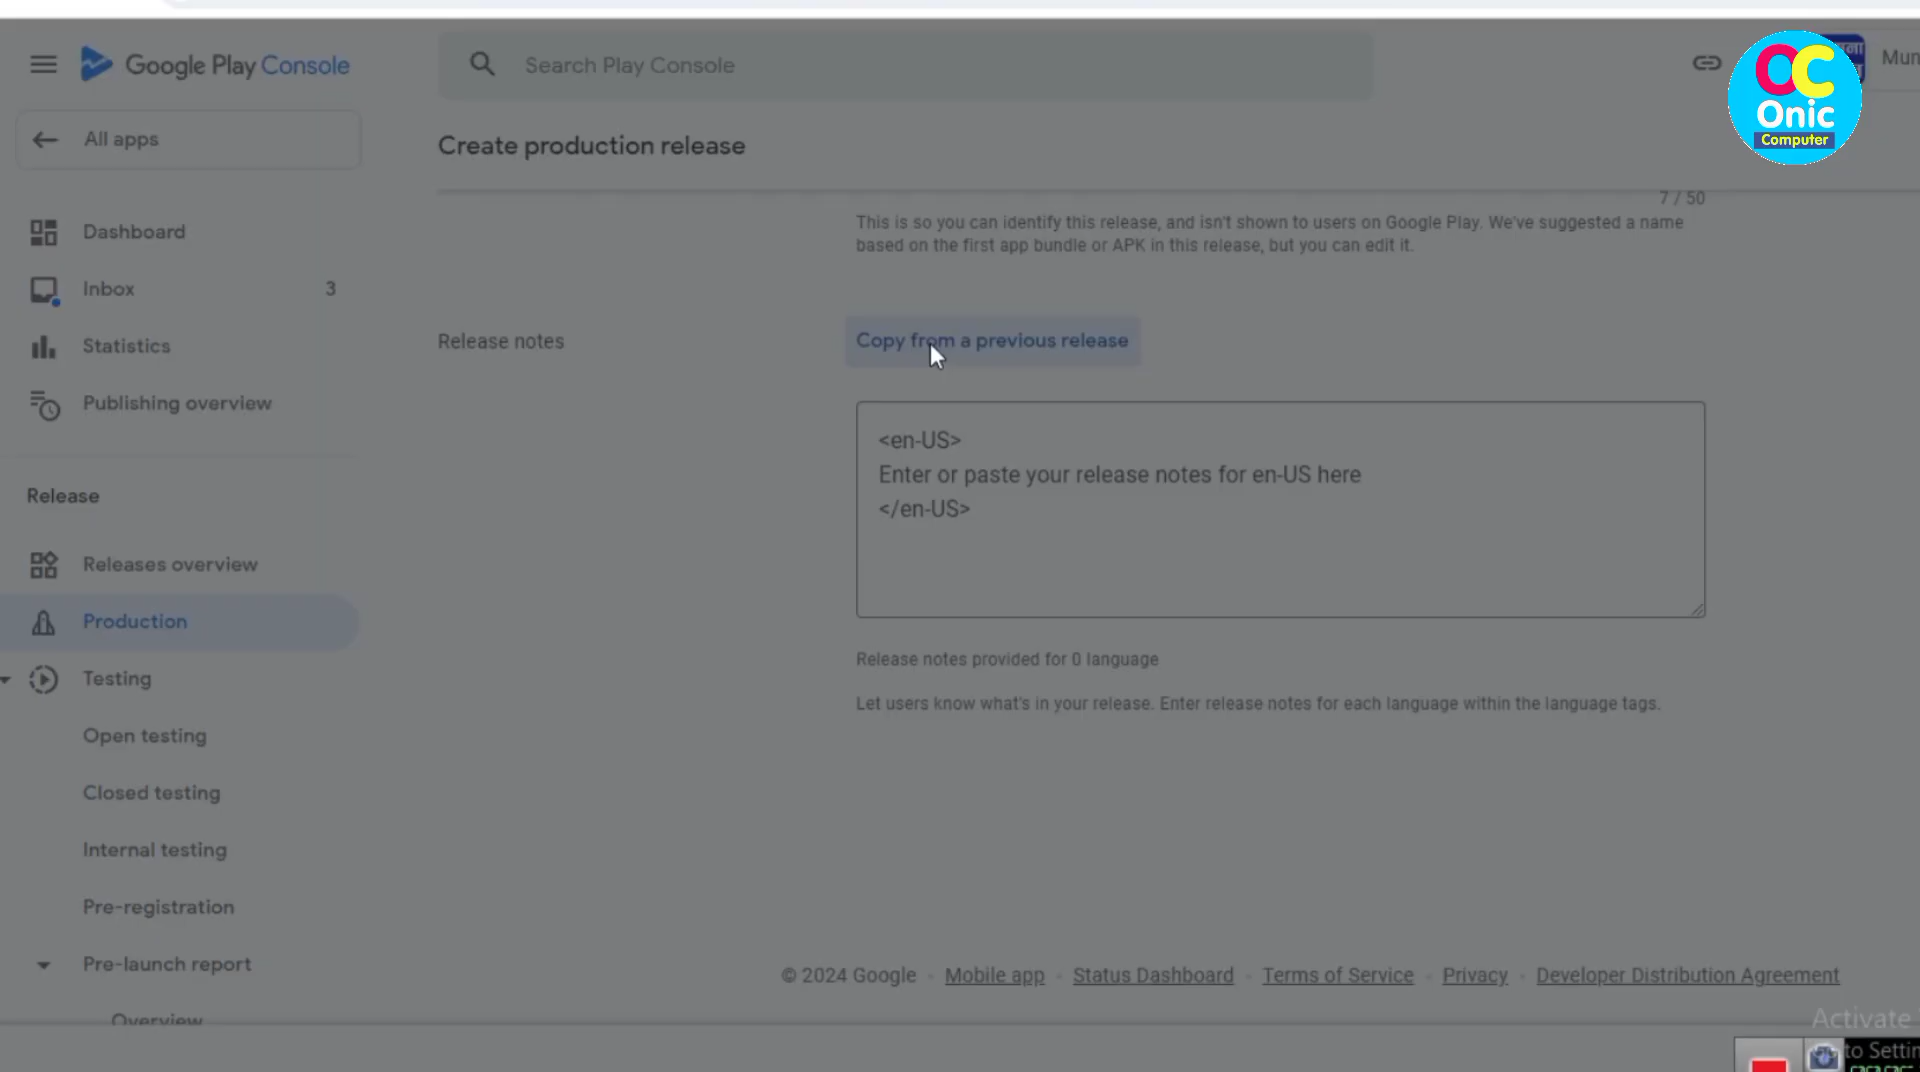 Google Play Console
Search Play Console
Mun
OC
Onic
Computer
All apps
Create production release
7 / 50
This is so you can identify this release, and isn't shown to users on Google Play. We've suggested a name
based on the first app bundle or APK in this release, but you can edit it.
Dashboard
Inbox 3
Statistics
Publishing overview
Release notes
Copy from a previous release
<en-US>
Enter or paste your release notes for en-US here
</en-US>
Release notes provided for 0 language
Let users know what's in your release. Enter release notes for each language within the language tags.
Release
Releases overview
Production
Testing
Open testing
Closed testing
Internal testing
Pre-registration
Pre-launch report
Overview
© 2024 Google · Mobile app · Status Dashboard · Terms of Service · Privacy · Developer Distribution Agreement
Activate
to Settin